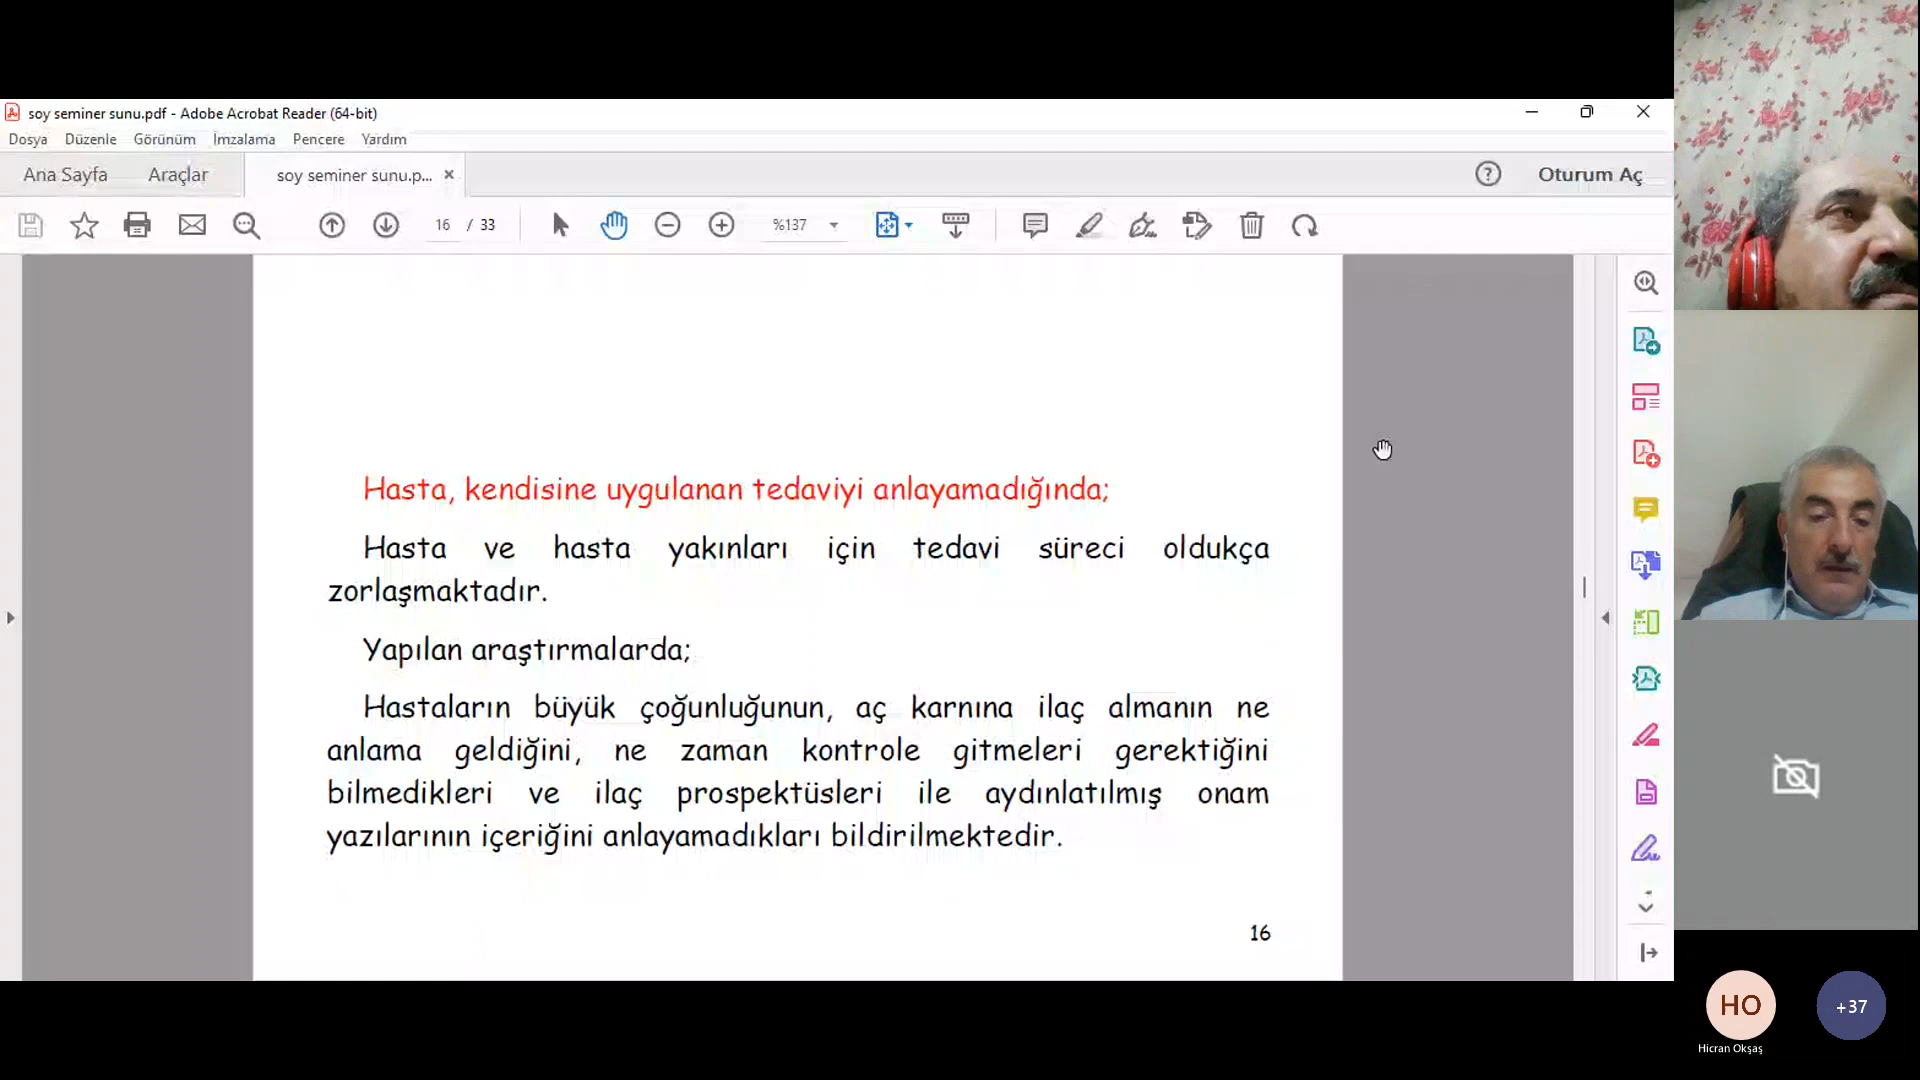 soy seminer sunu.pdf - Adobe Acrobat Reader (64-bit)
Dosya Düzenle Görünüm İmzalama Pencere Yardım
Ana Sayfa Araçlar soy seminer sunu.p... Oturum Aç
16 / 33 %137
Hasta, kendisine uygulanan tedaviyi anlayamadığında;
Hasta ve hasta yakınları için tedavi süreci oldukça
zorlaşmaktadır.
Yapılan araştırmalarda;
Hastaların büyük çoğunluğunun, aç karnına ilaç almanın ne
anlama geldiğini, ne zaman kontrole gitmeleri gerektiğini
bilmedikleri ve ilaç prospektüsleri ile aydınlatılmış onam
yazılarının içeriğini anlayamadıkları bildirilmektedir.
16
HO +37
Hicran Okşaş